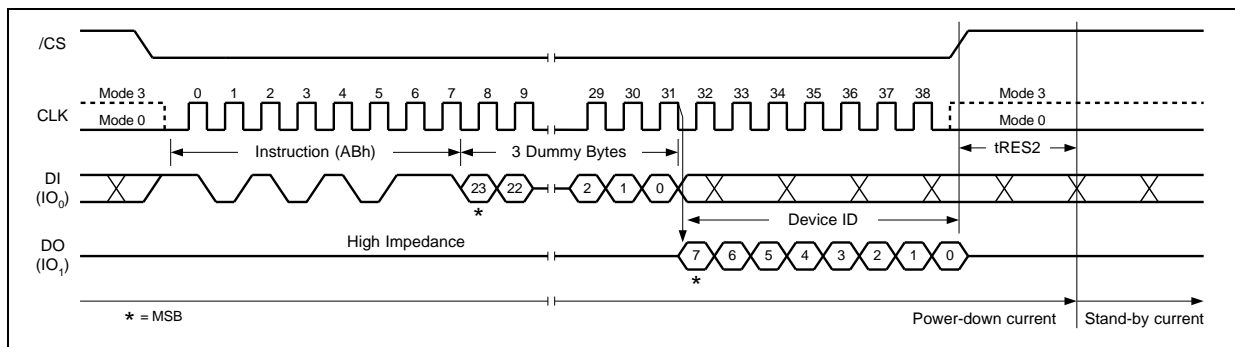 /CS
Mode 3 0 1 2 3 4 5 6 7 8 9 29 30 31 32 33 34 35 36 37 38 Mode 3
CLK
Mode 0 Mode 0
Instruction (ABh) 3 Dummy Bytes tRES2
DI
(IO0)
23 22 2 1 0
*
Device ID
High Impedance
DO
(IO1)
7 6 5 4 3 2 1 0
*
* = MSB
Power-down current Stand-by current